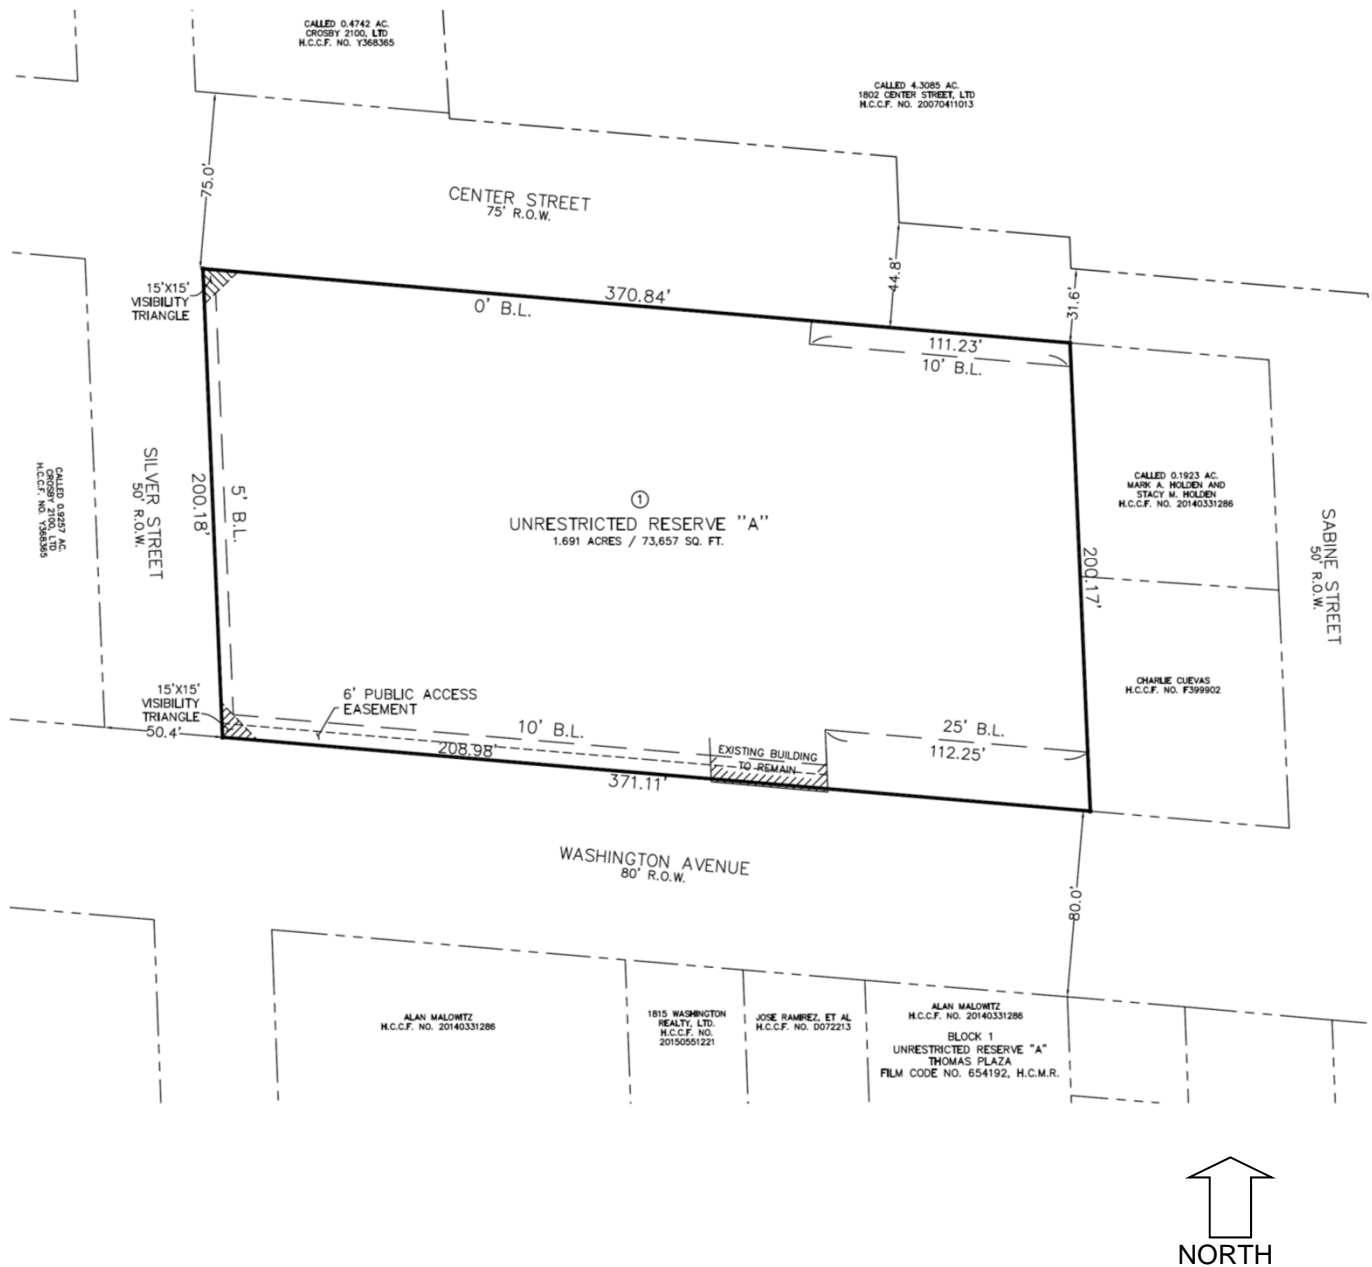 CALLED 0.4742 AC.
CROSBY 2100, LTD
H.C.C.F. NO. Y368365
CALLED 4.3085 AC.
1802 CENTER STREET, LTD
H.C.C.F. NO. 20070411013
75.0'
CENTER STREET
75' R.O.W.
44.8'
31.6'
15'X15'
VISIBILITY
TRIANGLE
370.84'
0' B.L.
111.23'
10' B.L.
CALLED 0.9257 AC.
CROSBY 2100, LTD
H.C.C.F. NO. Y368365
SILVER STREET
50' R.O.W.
200.18'
5' B.L.
1
UNRESTRICTED RESERVE "A"
1.691 ACRES / 73,657 SQ. FT.
CALLED 0.1923 AC.
MARK A. HOLDEN AND
STACY M. HOLDEN
H.C.C.F. NO. 20140331286
200.17'
SABINE STREET
50' R.O.W.
CHARLIE CUEVAS
H.C.C.F. NO. F399902
15'X15'
VISIBILITY
TRIANGLE
50.4'
6' PUBLIC ACCESS
EASEMENT
10' B.L.
208.98'
371.11'
EXISTING BUILDING
TO REMAIN
25' B.L.
112.25'
WASHINGTON AVENUE
80' R.O.W.
80.0'
ALAN MALOWITZ
H.C.C.F. NO. 20140331286
1815 WASHINGTON
REALTY, LTD.
H.C.C.F. NO.
20150551221
JOSE RAMIREZ, ET AL
H.C.C.F. NO. D072213
ALAN MALOWITZ
H.C.C.F. NO. 20140331286
BLOCK 1
UNRESTRICTED RESERVE "A"
THOMAS PLAZA
FILM CODE NO. 654192, H.C.M.R.
NORTH